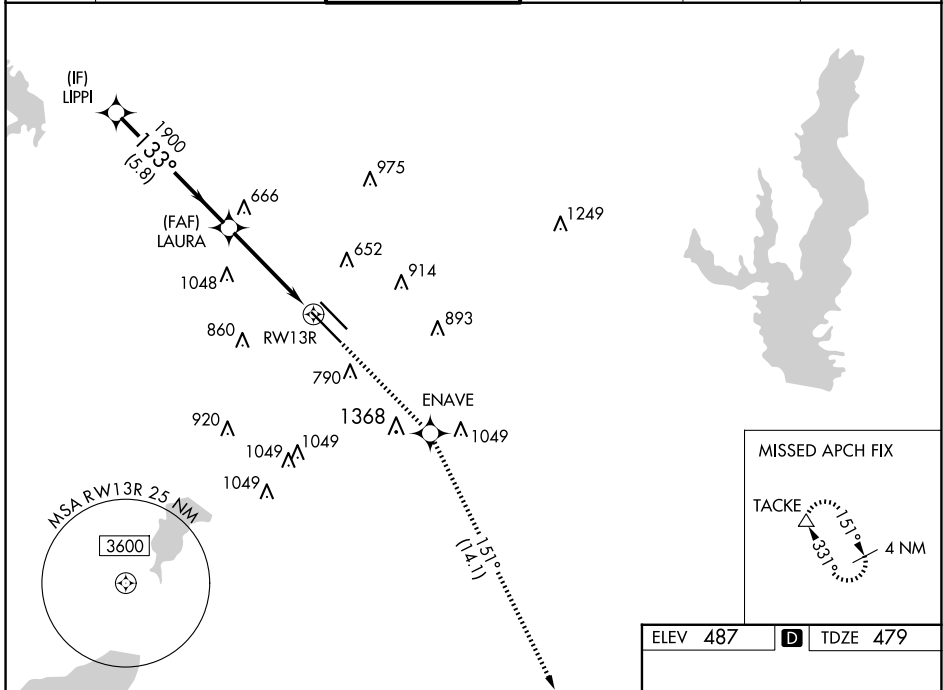 (IF)
LIPPI
1900
133°
(5.8)
975
666
1249
(FAF)
LAURA
652
1048
914
860
RW13R
893
790
ENAVE
1368
920
1049
1049
1049
1049
MISSED APCH FIX
TACKE
151°
331°
4 NM
MSA RW13R 25 NM
3600
151°
(14.1)
ELEV 487 D TDZE 479